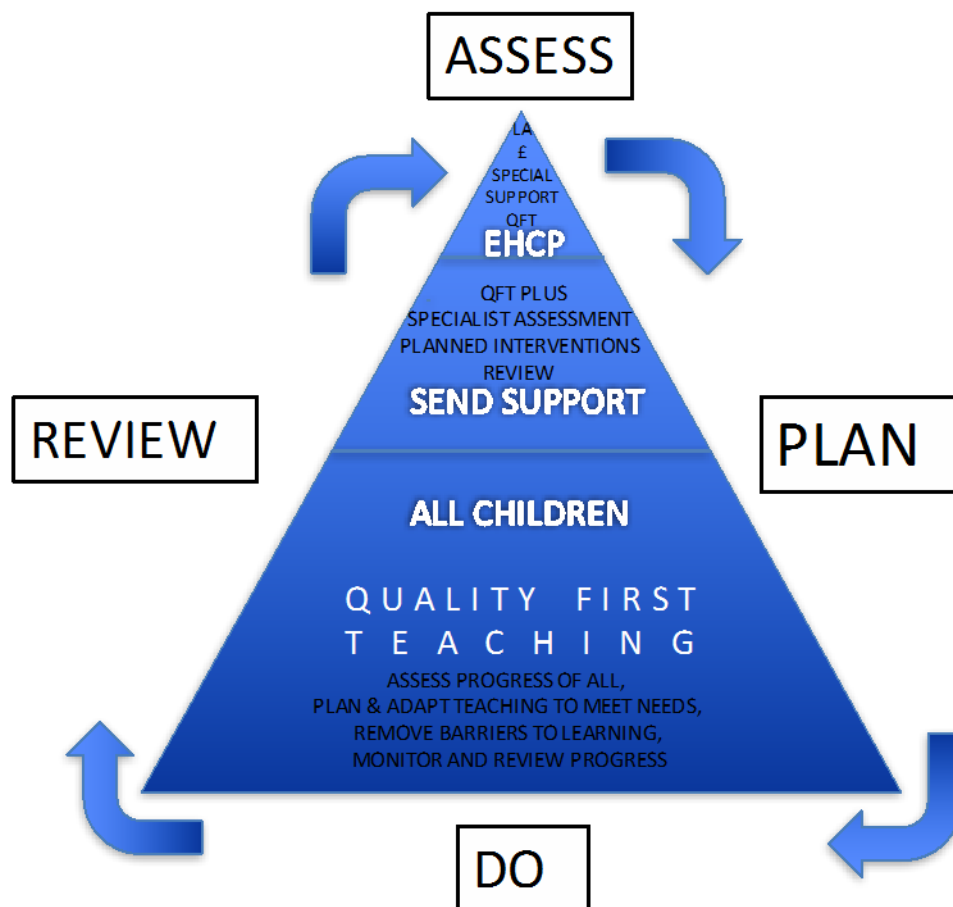 ASSESS
LA
£
SPECIAL
SUPPORT
QFT
EHCP
QFT PLUS
SPECIALIST ASSESSMENT
PLANNED INTERVENTIONS
REVIEW
SEND SUPPORT
REVIEW
PLAN
ALL CHILDREN
QUALITY FIRST
TEACHING
ASSESS PROGRESS OF ALL,
PLAN & ADAPT TEACHING TO MEET NEEDS,
REMOVE BARRIERS TO LEARNING,
MONITOR AND REVIEW PROGRESS
DO